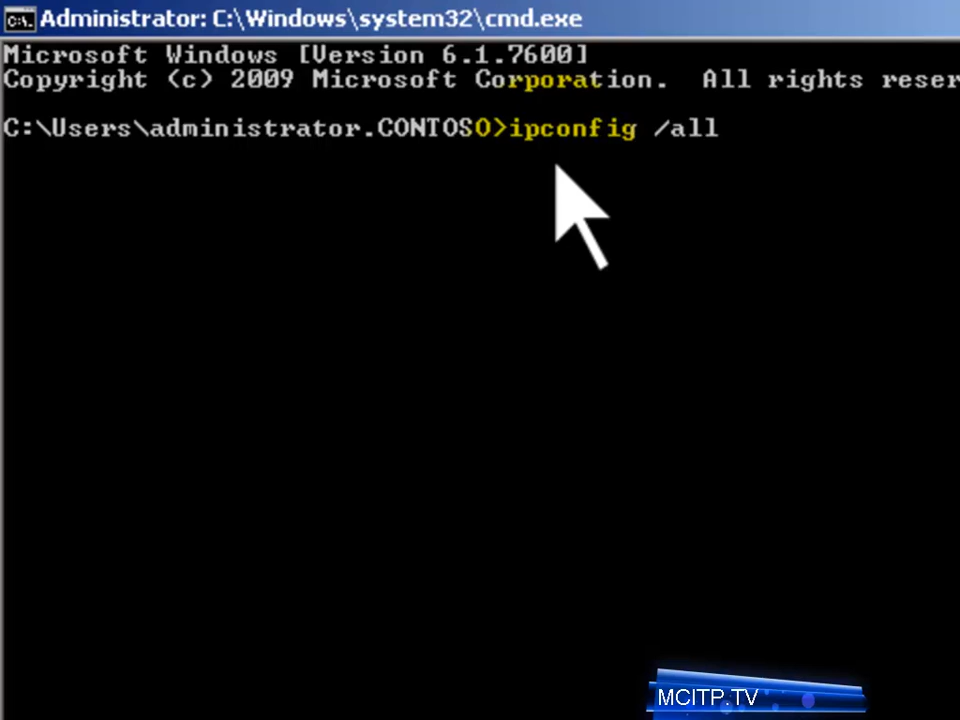 Administrator: C:\Windows\system32\cmd.exe
Microsoft Windows [Version 6.1.7600]
Copyright (c) 2009 Microsoft Corporation. All rights reser
C:\Users\administrator.CONTOSO>ipconfig /all
MCITP.TV